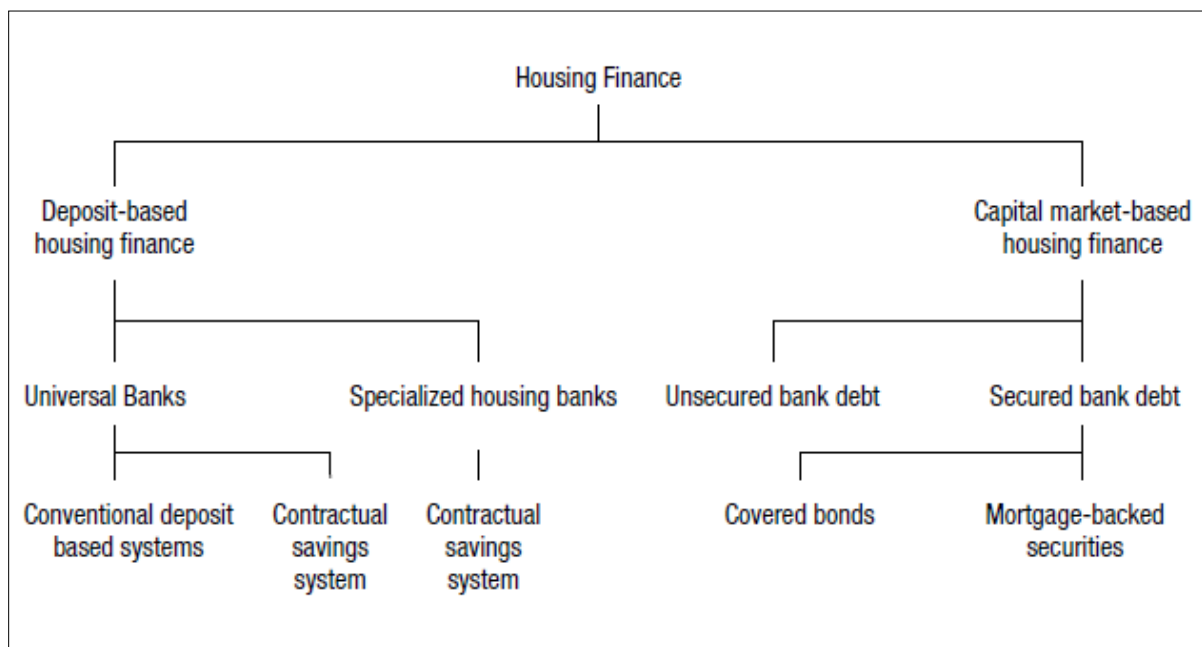 Housing Finance
Deposit-based
housing finance
Capital market-based
housing finance
Universal Banks
Specialized housing banks
Unsecured bank debt
Secured bank debt
Conventional deposit
based systems
Contractual
savings
system
Contractual
savings
system
Covered bonds
Mortgage-backed
securities